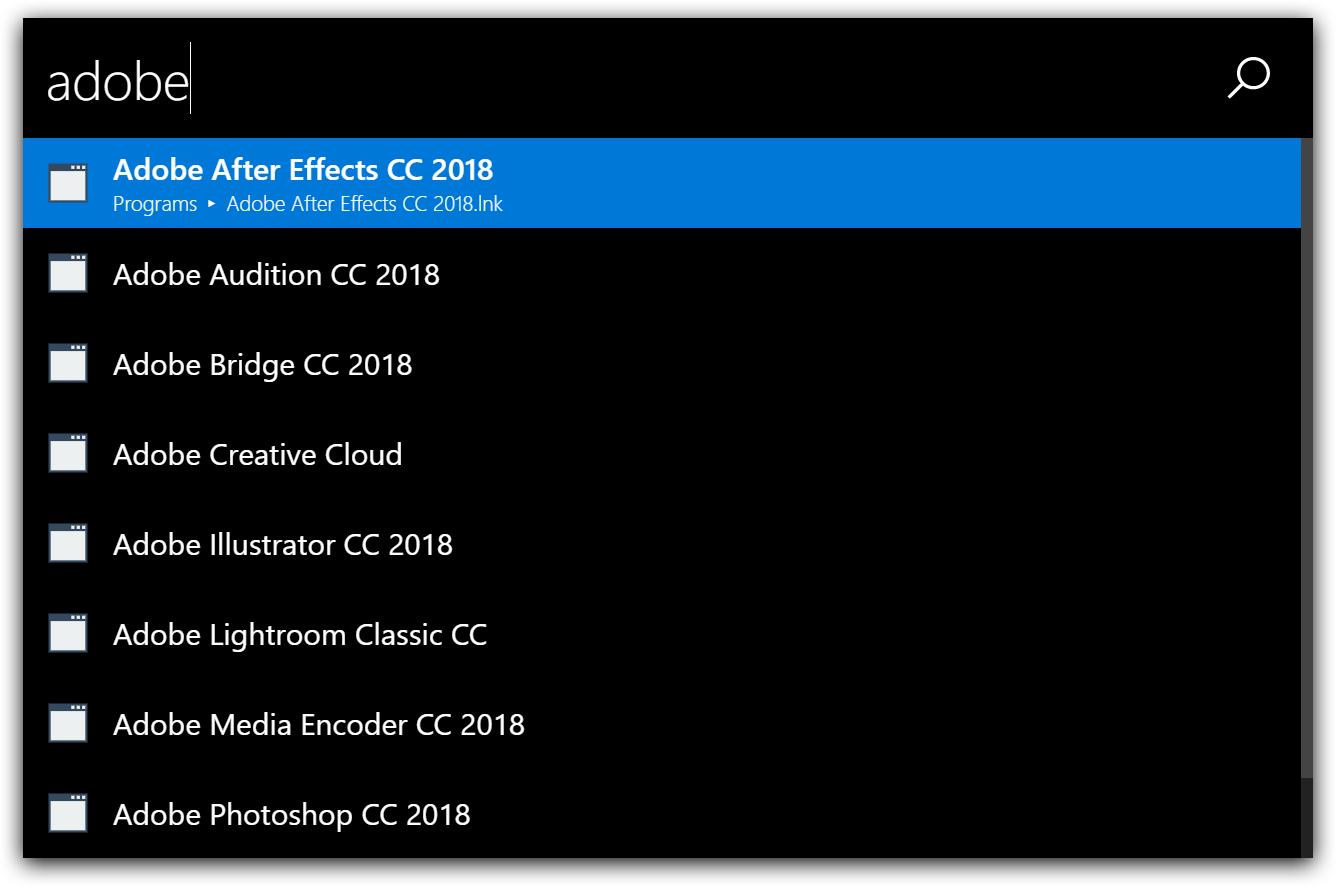 adobe
Adobe After Effects CC 2018
Programs ▸ Adobe After Effects CC 2018.lnk
Adobe Audition CC 2018
Adobe Bridge CC 2018
Adobe Creative Cloud
Adobe Illustrator CC 2018
Adobe Lightroom Classic CC
Adobe Media Encoder CC 2018
Adobe Photoshop CC 2018